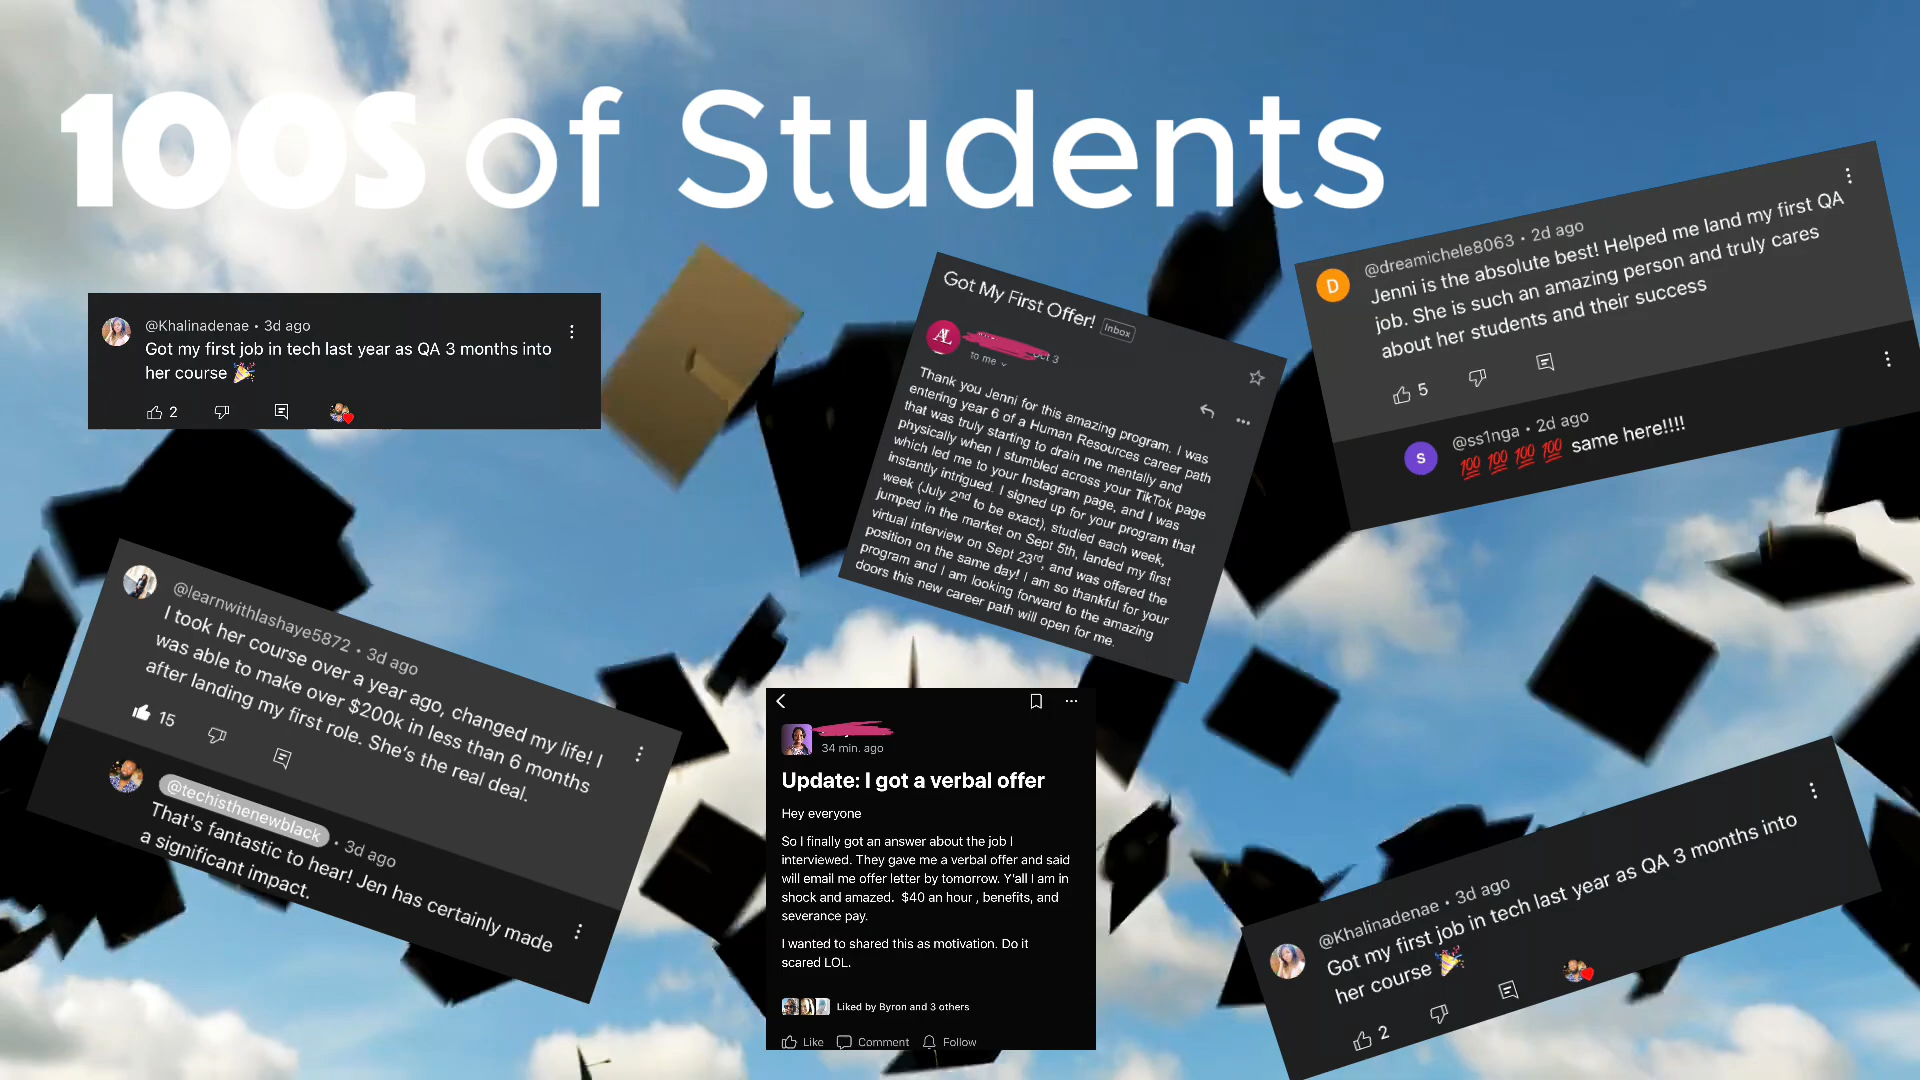 100S of Students
@Khalinadenae • 3d ago
Got my first job in tech last year as QA 3 months into
her course 🎉
2
Got My First Offer! Inbox
AL
Oct 3
to me
Thank you Jenni for this amazing program. I was
entering year 6 of a Human Resources career path
that was truly starting to drain me mentally and
physically when I stumbled across your TikTok page
which led me to your Instagram page, and I was
instantly intrigued. I signed up for your program that
week (July 2nd to be exact), studied each week,
jumped in the market on Sept 5th, landed my first
virtual interview on Sept 23rd, and was offered the
position on the same day! I am so thankful for your
program and I am looking forward to the amazing
doors this new career path will open for me.
D
@dreamichele8063 • 2d ago
Jenni is the absolute best! Helped me land my first QA
job. She is such an amazing person and truly cares
about her students and their success
5
S
@ss1nga • 2d ago
💯 💯 💯 💯 same here!!!!
@learnwithlashaye5872 • 3d ago
I took her course over a year ago, changed my life! I
was able to make over $200k in less than 6 months
after landing my first role. She's the real deal.
15
@techisthenewblack • 3d ago
That's fantastic to hear! Jen has certainly made
a significant impact.
34 min. ago
Update: I got a verbal offer
Hey everyone
So I finally got an answer about the job I
interviewed. They gave me a verbal offer and said
will email me offer letter by tomorrow. Y'all I am in
shock and amazed.  $40 an hour , benefits, and
severance pay.
I wanted to shared this as motivation. Do it
scared LOL.
Liked by Byron and 3 others
Like Comment Follow
@Khalinadenae • 3d ago
Got my first job in tech last year as QA 3 months into
her course 🎉
2